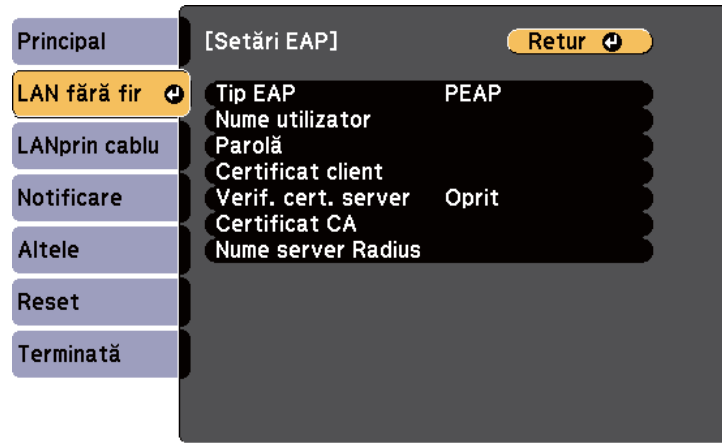 Principal
LAN fără fir
LANprin cablu
Notificare
Altele
Reset
Terminată
[Setări EAP] Retur
Tip EAP PEAP
Nume utilizator
Parolă
Certificat client
Verif. cert. server Oprit
Certificat CA
Nume server Radius